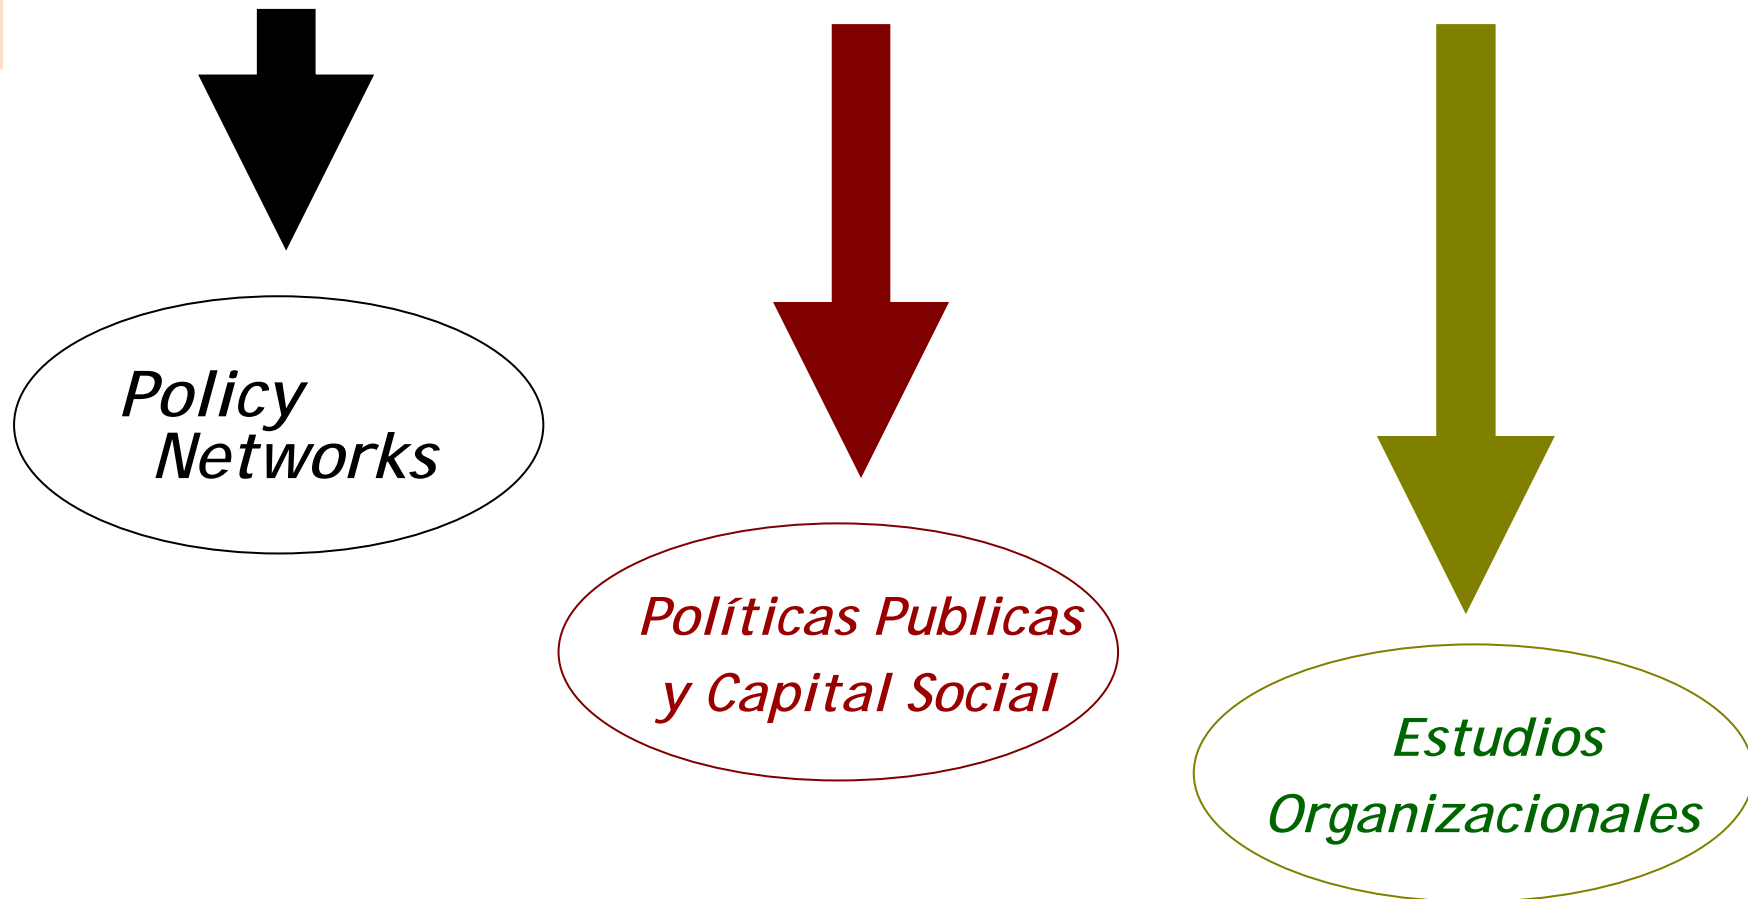 Policy
Networks
Políticas Publicas
y Capital Social
Estudios
Organizacionales